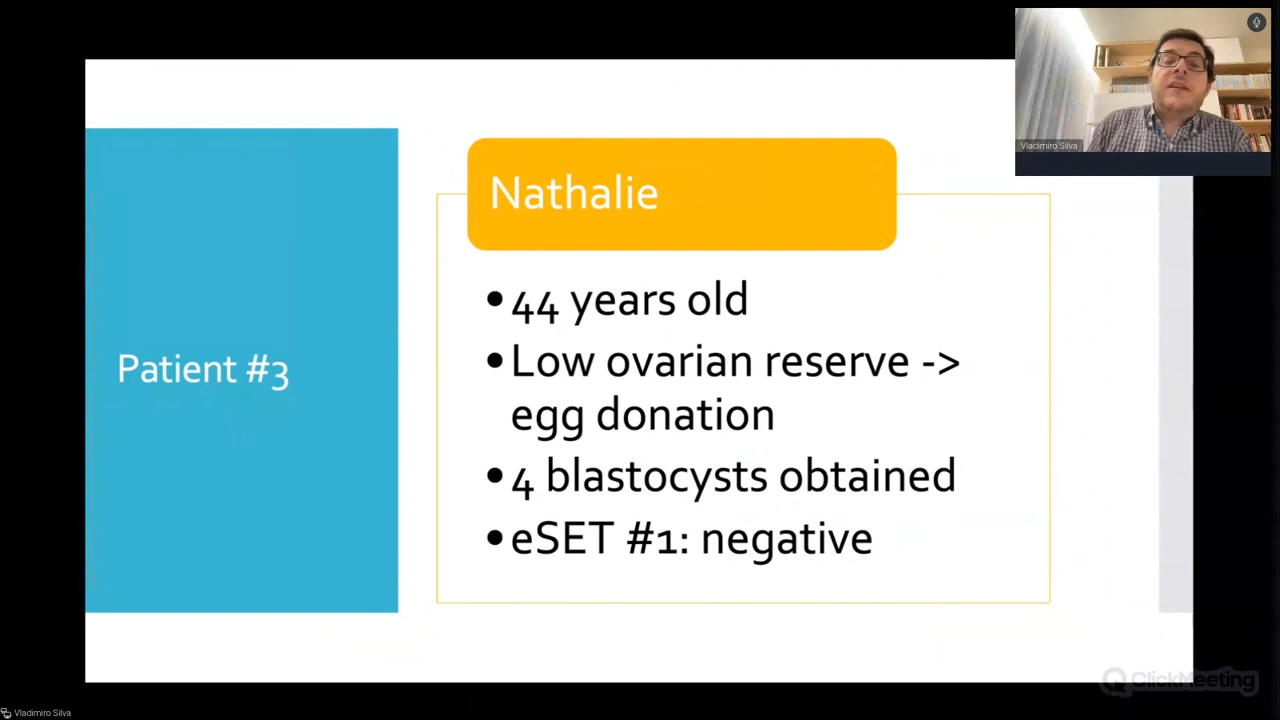 Vladimiro Silva
Nathalie
Patient #3
•44 years old
•Low ovarian reserve ->
egg donation
•4 blastocysts obtained
•eSET #1: negative
ClickMeeting
Vladimiro Silva